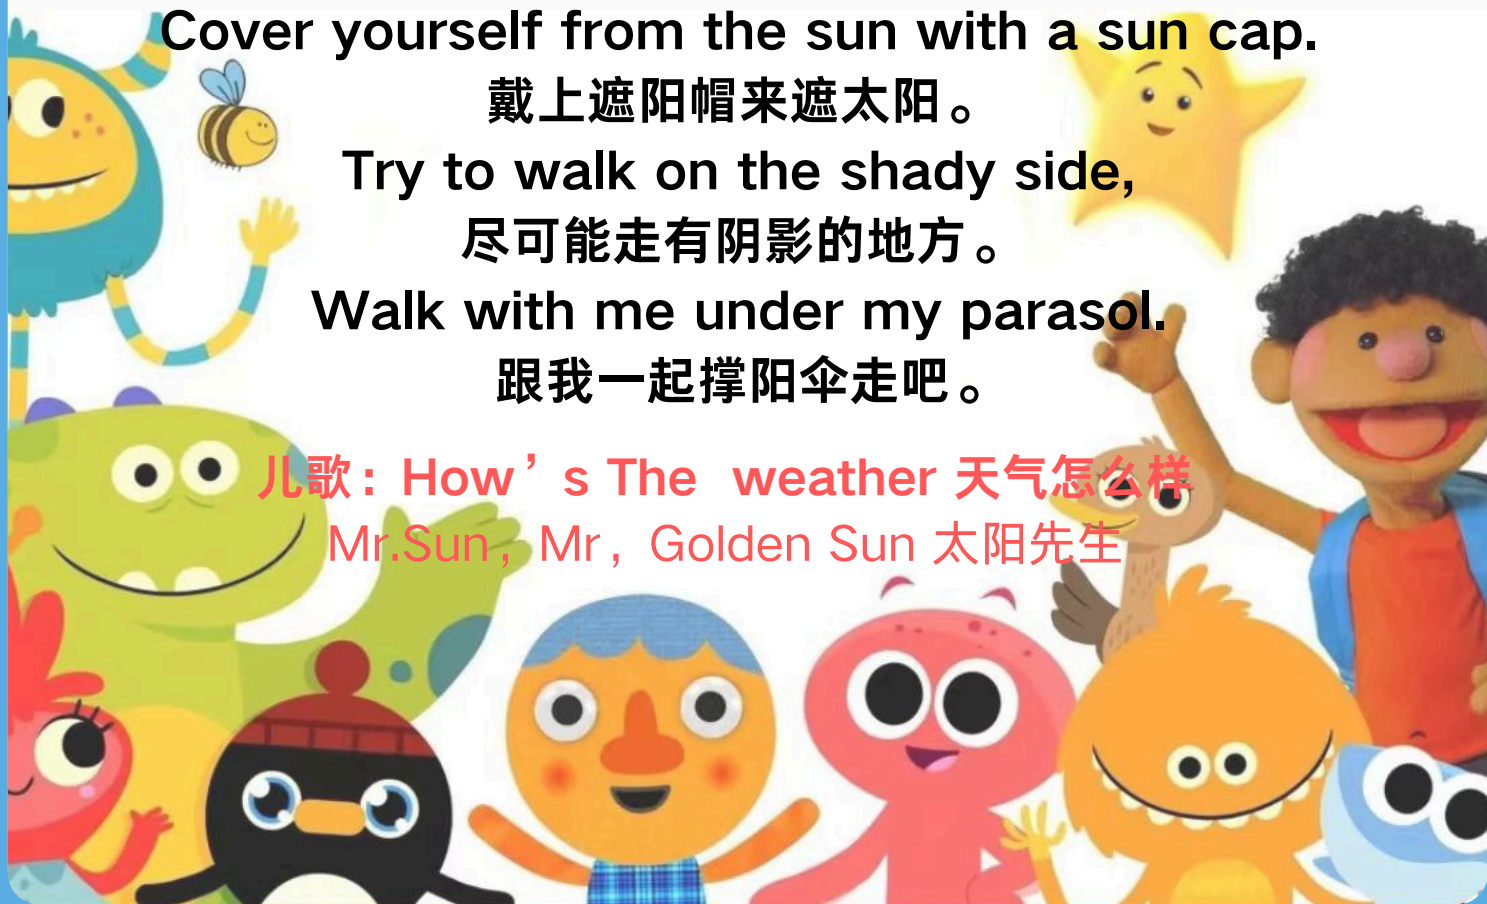 Cover yourself from the sun with a sun cap.
戴上遮阳帽来遮太阳。
Try to walk on the shady side,
尽可能走有阴影的地方。
Walk with me under my parasol.
跟我一起撑阳伞走吧。
儿歌：How’s The weather 天气怎么样
Mr.Sun，Mr，Golden Sun 太阳先生